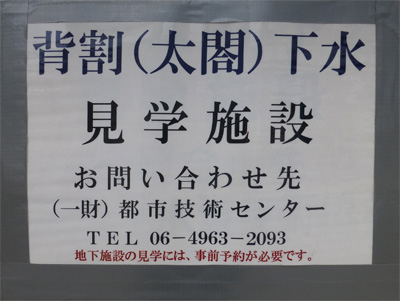 背割(太閤)下水
見学施設
お問い合わせ先
(一財)都市技術センター
TEL 06−4963−2093
地下施設の見学には、事前予約が必要です。